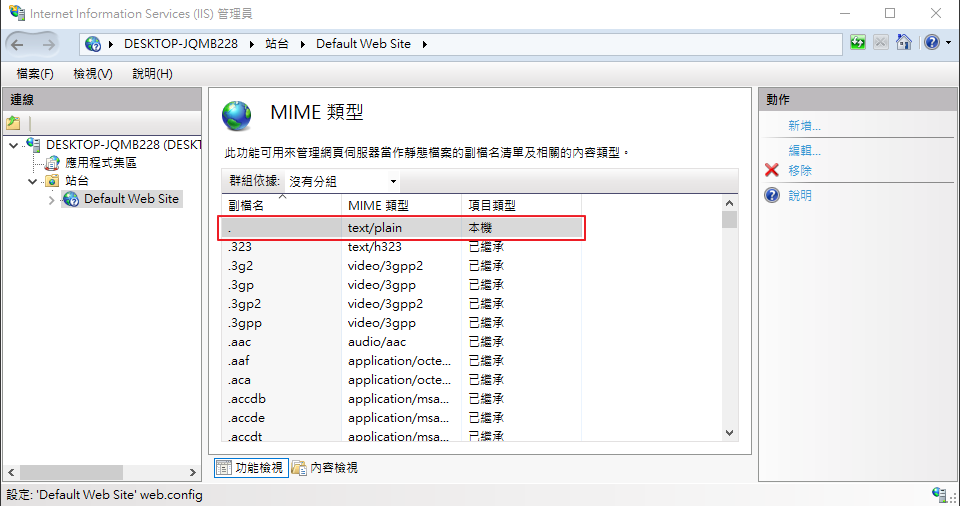 Internet Information Services (IIS) 管理員
DESKTOP-JQMB228 站台 Default Web Site
檔案(F) 檢視(V) 說明(H)
連線
DESKTOP-JQMB228 (DESKT
應用程式集區
站台
Default Web Site
MIME 類型
此功能可用來管理網頁伺服器當作靜態檔案的副檔名清單及相關的內容類型。
群組依據: 沒有分組
副檔名 MIME 類型 項目類型
. text/plain 本機
.323 text/h323 已繼承
.3g2 video/3gpp2 已繼承
.3gp video/3gpp 已繼承
.3gp2 video/3gpp2 已繼承
.3gpp video/3gpp 已繼承
.aac audio/aac 已繼承
.aaf application/octe... 已繼承
.aca application/octe... 已繼承
.accdb application/msa... 已繼承
.accde application/msa... 已繼承
.accdt application/msa... 已繼承
功能檢視 內容檢視
動作
新增...
編輯...
移除
說明
設定: 'Default Web Site' web.config